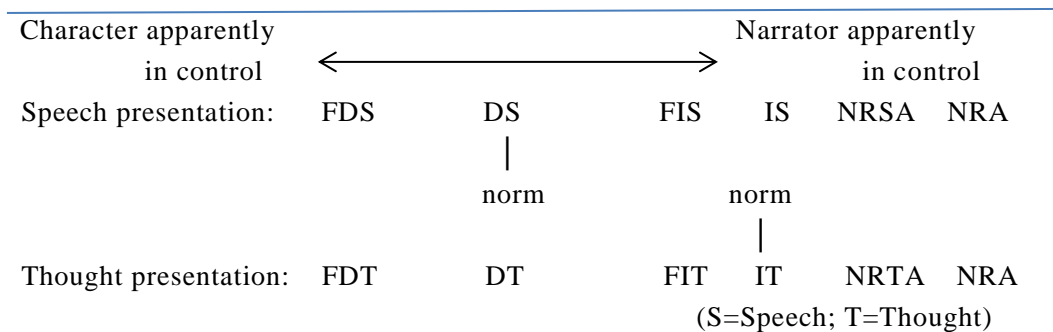 Character apparently Narrator apparently
in control in control
Speech presentation: FDS DS FIS IS NRSA NRA
norm norm
Thought presentation: FDT DT FIT IT NRTA NRA
(S=Speech; T=Thought)